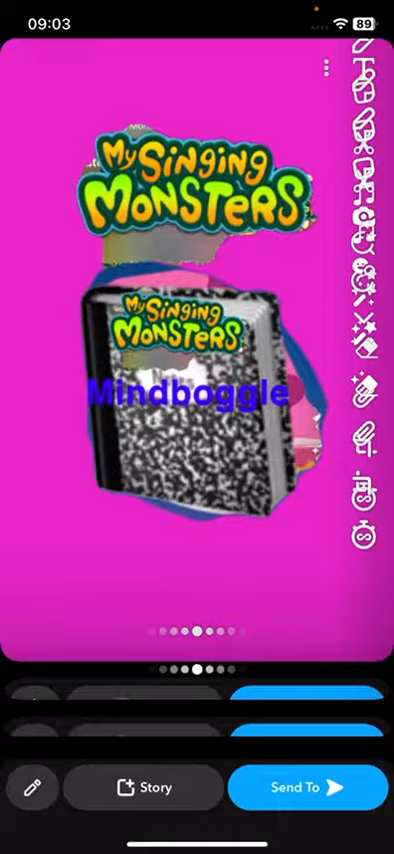 09:03
89
My Singing
Monsters
My Singing
Monsters
Mindboggle
Story
Send To